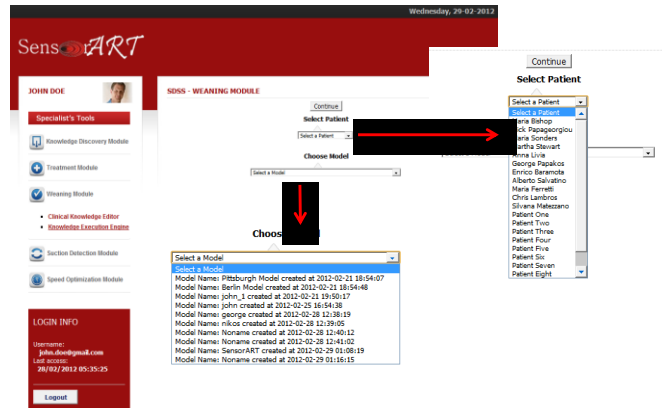 Wednesday, 29-02-2012
SensorART
JOHN DOE
Specialist's Tools
Knowledge Discovery Module
Treatment Module
Weaning Module
Clinical Knowledge Editor
Knowledge Execution Engine
Suction Detection Module
Speed Optimization Module
LOGIN INFO
Username:
john.doe@gmail.com
Last access:
28/02/2012 05:35:25
Logout
SDSS - WEANING MODULE
Continue
Select Patient
Select a Patient
Choose Model
Select a Model
Continue
Select Patient
Select a Patient
Select a Patient
Maria Bishop
Nick Papageorgiou
Maria Sonders
Martha Stewart
Anna Livia
George Papakos
Enrico Baramota
Alberto Salvatino
Maria Ferretti
Chris Lambros
Silvana Matezzano
Patient One
Patient Two
Patient Three
Patient Four
Patient Five
Patient Six
Patient Seven
Patient Eight
Choos
l
Select a Model
Select a Model
Model Name: Pittsburgh Model created at 2012-02-21 18:54:07
Model Name: Berlin Model created at 2012-02-21 18:54:48
Model Name: john_1 created at 2012-02-21 19:50:17
Model Name: john created at 2012-02-25 16:54:38
Model Name: george created at 2012-02-28 12:38:19
Model Name: nikos created at 2012-02-28 12:39:05
Model Name: Noname created at 2012-02-28 12:40:12
Model Name: Noname created at 2012-02-28 12:41:02
Model Name: SensorART created at 2012-02-29 01:08:19
Model Name: Noname created at 2012-02-29 01:16:15